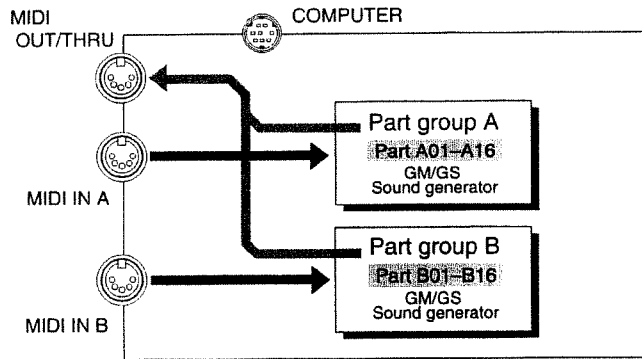 MIDI
OUT/THRU
COMPUTER
Part group A
Part A01–A16
GM/GS
Sound generator
MIDI IN A
Part group B
Part B01–B16
GM/GS
Sound generator
MIDI IN B